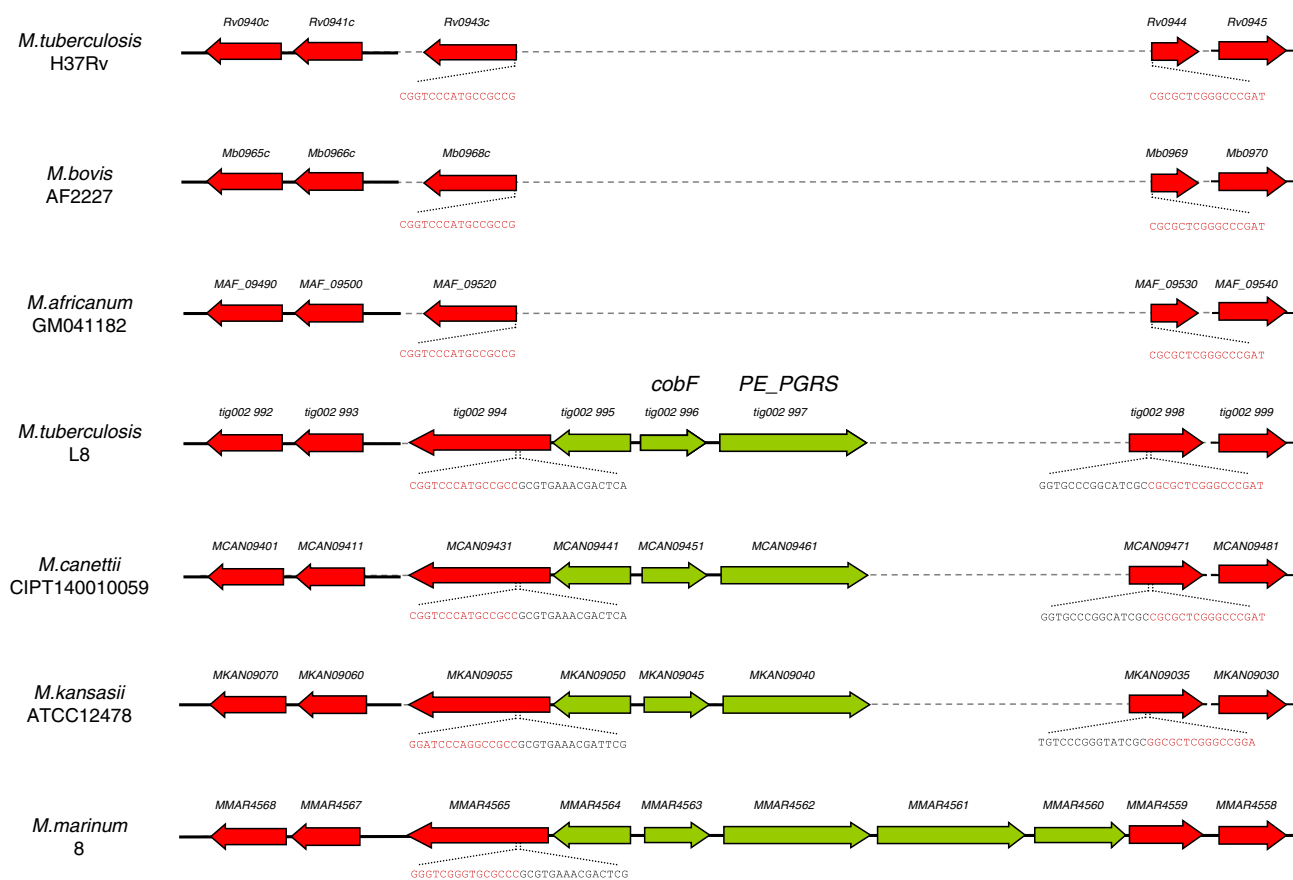 Rv0940c Rv0941c Rv0943c Rv0944 Rv0945
M.tuberculosis
H37Rv
CGGTCCCATGCCGCCG CGCGCTCGGGCCCGAT
Mb0965c Mb0966c Mb0968c Mb0969 Mb0970
M.bovis
AF2227
CGGTCCCATGCCGCCG CGCGCTCGGGCCCGAT
MAF_09490 MAF_09500 MAF_09520 MAF_09530 MAF_09540
M.africanum
GM041182
CGGTCCCATGCCGCCG CGCGCTCGGGCCCGAT
cobF PE_PGRS
tig002 992 tig002 993 tig002 994 tig002 995 tig002 996 tig002 997 tig002 998 tig002 999
M.tuberculosis
L8
CGGTCCCATGCCGCCGCGTGAAACGACTCA GGTGCCCGGCATCGCCGCGCTCGGGCCCGAT
MCAN09401 MCAN09411 MCAN09431 MCAN09441 MCAN09451 MCAN09461 MCAN09471 MCAN09481
M.canettii
CIPT140010059
CGGTCCCATGCCGCCGCGTGAAACGACTCA GGTGCCCGGCATCGCCGCGCTCGGGCCCGAT
MKAN09070 MKAN09060 MKAN09055 MKAN09050 MKAN09045 MKAN09040 MKAN09035 MKAN09030
M.kansasii
ATCC12478
GGATCCCAGGCCGCCGCGTGAAACGATTCG TGTCCCGGGTATCGCGGCGCTCGGGCCGGA
MMAR4568 MMAR4567 MMAR4565 MMAR4564 MMAR4563 MMAR4562 MMAR4561 MMAR4560 MMAR4559 MMAR4558
M.marinum
8
GGGTCGGGTGCGCCCGCGTGAAACGACTCG